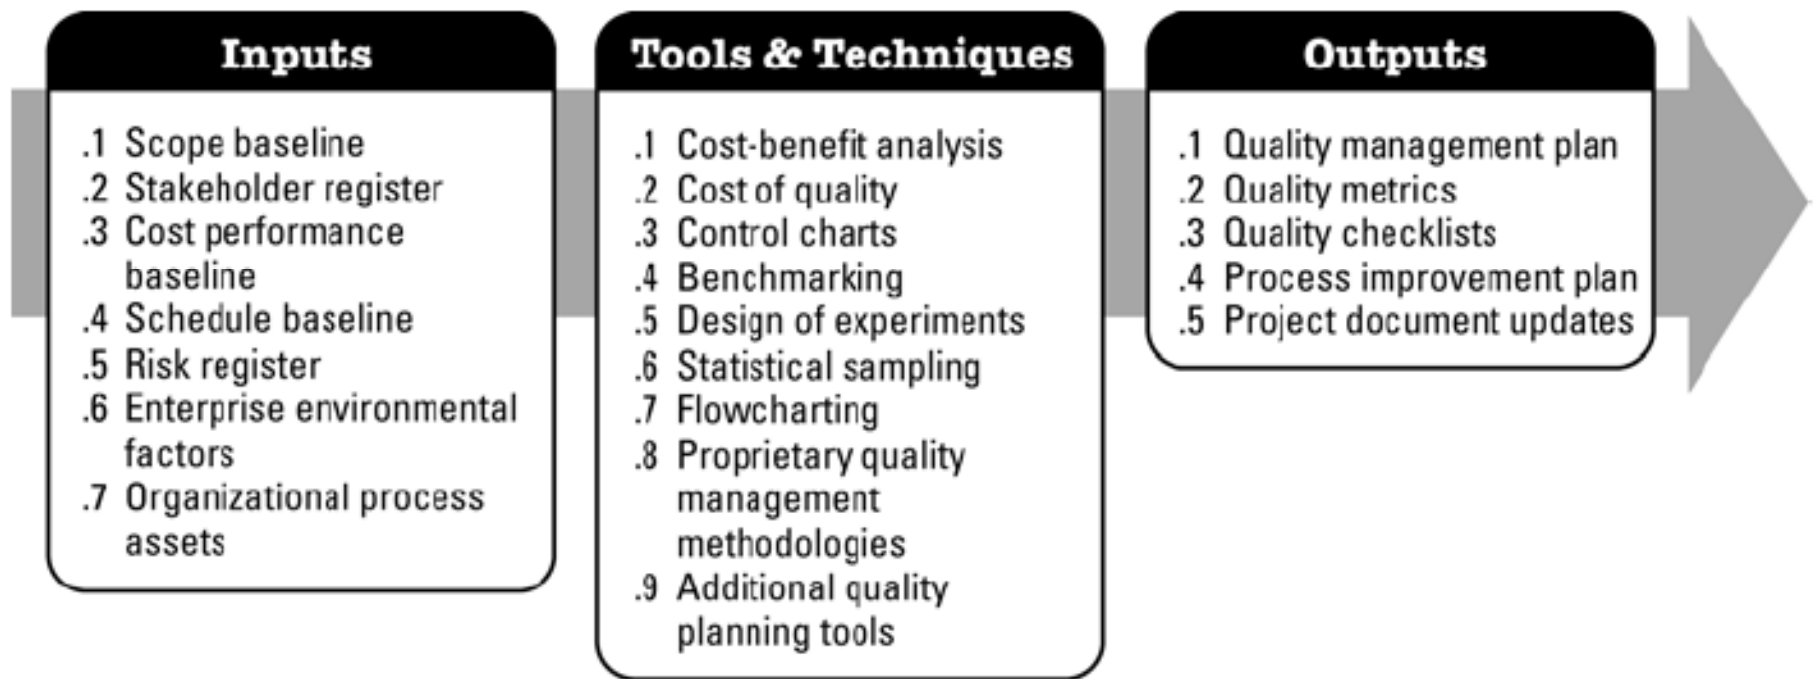 Inputs
.1 Scope baseline
.2 Stakeholder register
.3 Cost performance
baseline
.4 Schedule baseline
.5 Risk register
.6 Enterprise environmental
factors
.7 Organizational process
assets
Tools & Techniques
.1 Cost-benefit analysis
.2 Cost of quality
.3 Control charts
.4 Benchmarking
.5 Design of experiments
.6 Statistical sampling
.7 Flowcharting
.8 Proprietary quality
management
methodologies
.9 Additional quality
planning tools
Outputs
.1 Quality management plan
.2 Quality metrics
.3 Quality checklists
.4 Process improvement plan
.5 Project document updates